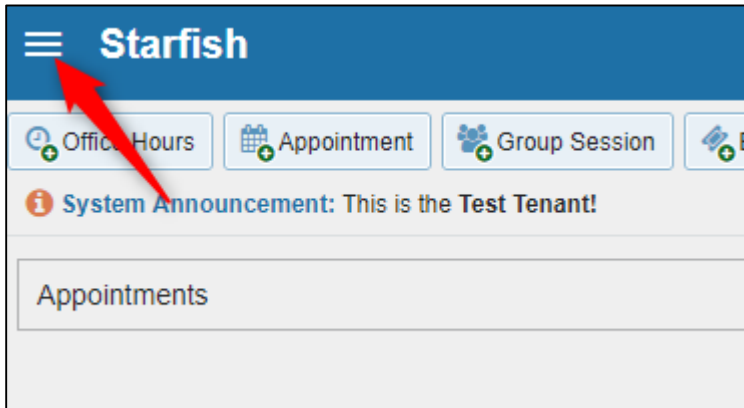 Starfish
Office Hours Appointment Group Session
System Announcement: This is the Test Tenant!
Appointments